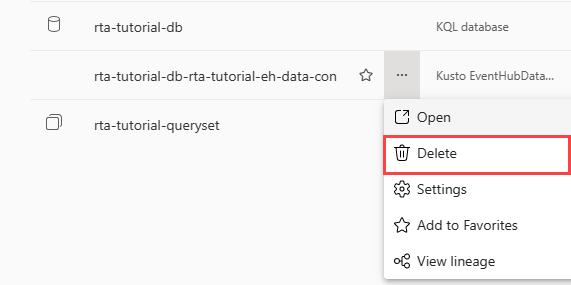 rta-tutorial-db KQL database
rta-tutorial-db-rta-tutorial-eh-data-con ... Kusto EventHubData...
rta-tutorial-queryset
Open
Delete
Settings
Add to Favorites
View lineage